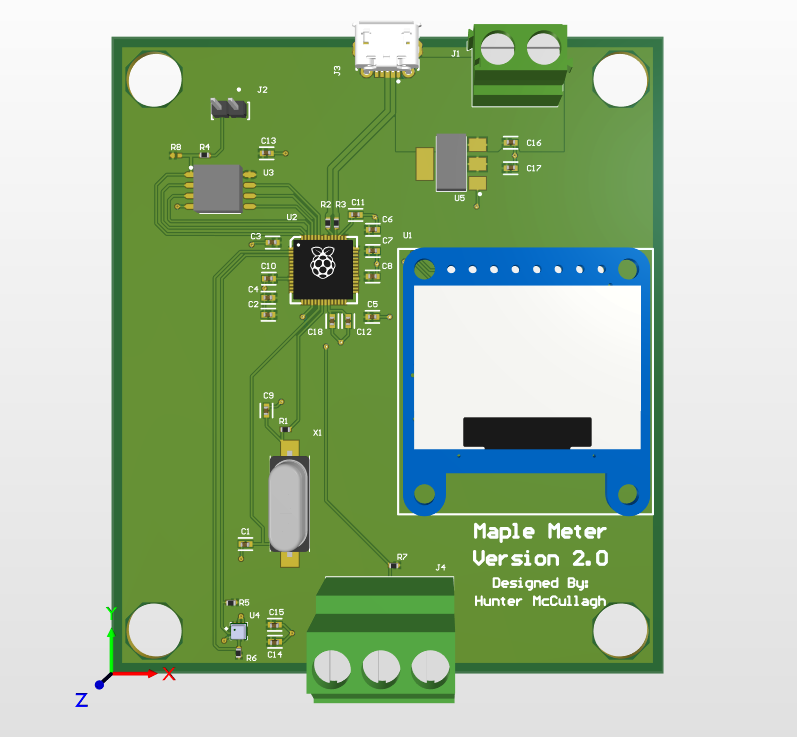 J3
J1
J2
C16
R8
R4
C13
C17
U3
U5
R2
R3
C11
U2
C6
C3
U1
C7
C10
C8
C4
C2
C5
C18
C12
C9
R1
X1
Maple Meter
C1
Version 2.0
R7
J4
Designed By:
Hunter McCullagh
R5
Y
U4
C15
C14
R6
X
Z